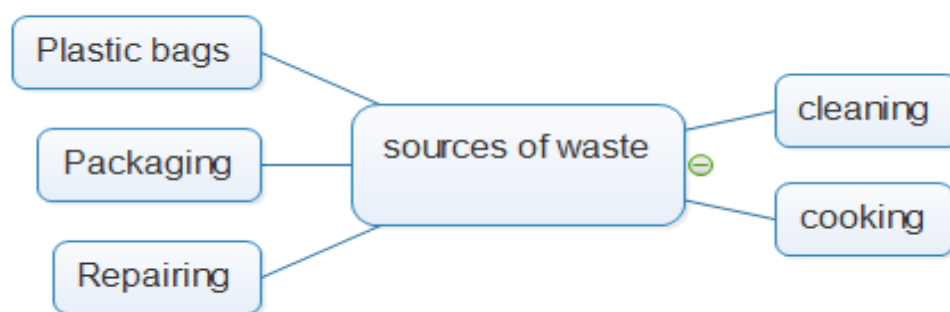 Plastic bags
Packaging
Repairing
sources of waste
cleaning
cooking